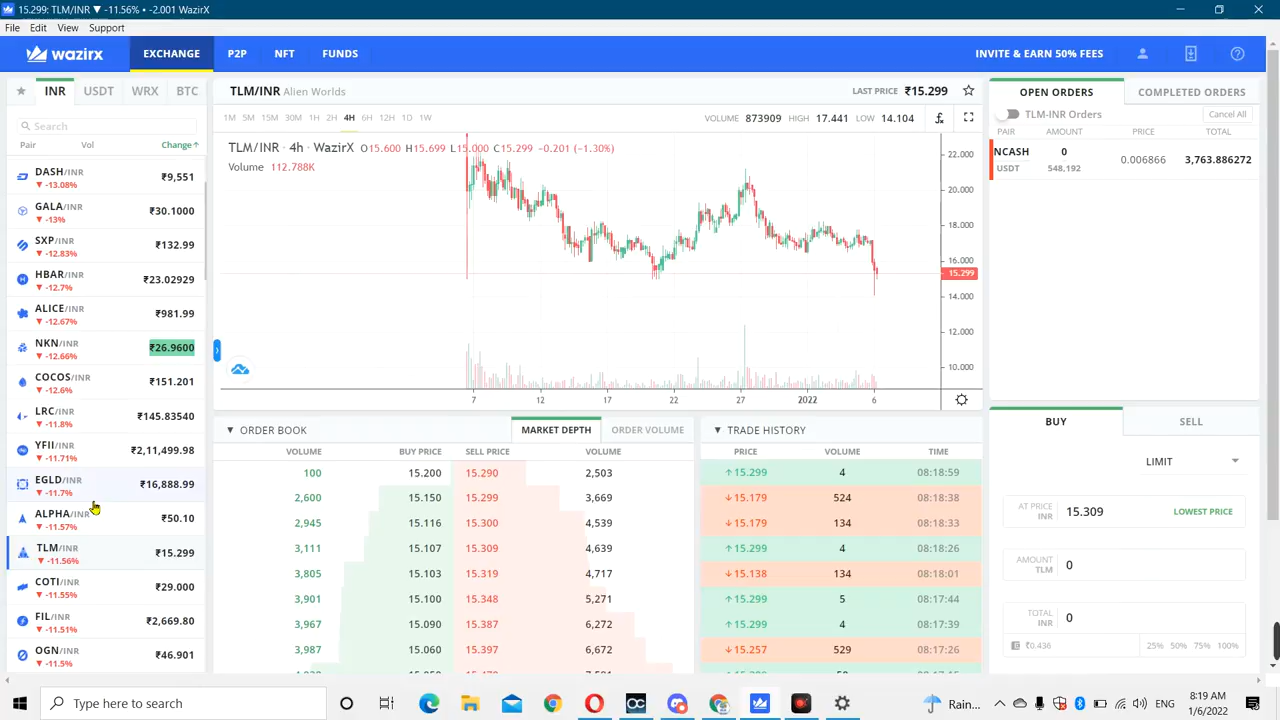 15.299: TLM/INR ▼ -11.56% • -2.001 WazirX
File Edit View Support
wazirx EXCHANGE P2P NFT FUNDS INVITE & EARN 50% FEES
INR USDT WRX BTC
Search
Pair Vol Change↑
DASH/INR ₹9,551
▼ -13.08%
GALA/INR ₹30.1000
▼ -13%
SXP/INR ₹132.99
▼ -12.83%
HBAR/INR ₹23.02929
▼ -12.7%
ALICE/INR ₹981.99
▼ -12.67%
NKN/INR ₹26.9600
▼ -12.66%
COCOS/INR ₹151.201
▼ -12.6%
LRC/INR ₹145.83540
▼ -11.8%
YFII/INR ₹2,11,499.98
▼ -11.71%
EGLD/INR ₹16,888.99
▼ -11.7%
ALPHA/INR ₹50.10
▼ -11.57%
TLM/INR ₹15.299
▼ -11.56%
COTI/INR ₹29.000
▼ -11.55%
FIL/INR ₹2,669.80
▼ -11.51%
OGN/INR ₹46.901
▼ -11.5%
TLM/INR Alien Worlds LAST PRICE ₹15.299
1M 5M 15M 30M 1H 2H 4H 6H 12H 1D 1W VOLUME 873909 HIGH 17.441 LOW 14.104
TLM/INR · 4h · WazirX O15.600 H15.699 L15.000 C15.299 -0.201 (-1.30%)
Volume 112.788K
22.000
20.000
18.000
16.000
15.299
14.000
12.000
10.000
7 12 17 22 27 2022 6
▼ ORDER BOOK MARKET DEPTH ORDER VOLUME
VOLUME BUY PRICE SELL PRICE VOLUME
100 15.200 15.290 2,503
2,600 15.150 15.299 3,669
2,945 15.116 15.300 4,539
3,111 15.107 15.309 4,639
3,805 15.103 15.319 4,717
3,901 15.100 15.348 5,271
3,967 15.090 15.387 6,272
3,987 15.060 15.397 6,672
▼ TRADE HISTORY
PRICE VOLUME TIME
↑15.299 4 08:18:59
↓15.179 524 08:18:38
↓15.179 134 08:18:33
↑15.299 4 08:18:26
↓15.138 134 08:18:01
↑15.299 5 08:17:44
↑15.299 4 08:17:39
↓15.257 529 08:17:26
OPEN ORDERS COMPLETED ORDERS
TLM-INR Orders Cancel All
PAIR AMOUNT PRICE TOTAL
NCASH 0 0.006866 3,763.886272
USDT 548,192
BUY SELL
LIMIT
AT PRICE INR 15.309 LOWEST PRICE
AMOUNT TLM 0
TOTAL INR 0
₹0.436 25% 50% 75% 100%
Type here to search
Rain... ENG
8:19 AM
1/6/2022